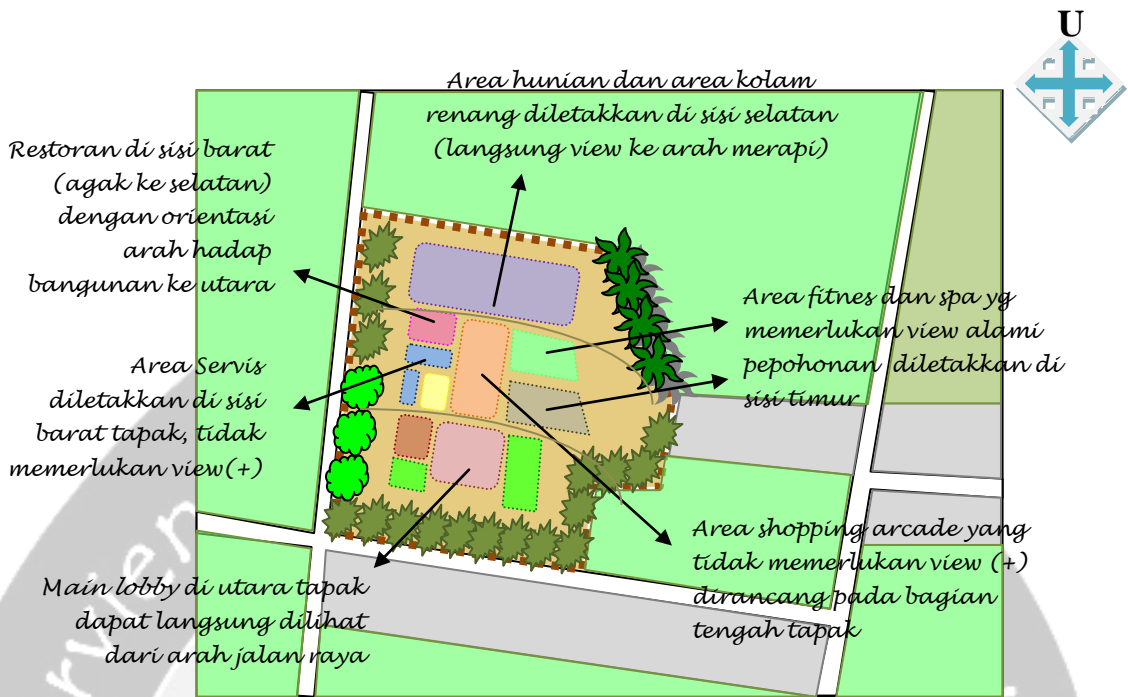 U
Area hunian dan area kolam
renang diletakkan di sisi selatan
(langsung view ke arah merapi)
Restoran di sisi barat
(agak ke selatan)
dengan orientasi
arah hadap
bangunan ke utara
Area fitnes dan spa yg
memerlukan view alami
pepohonan diletakkan di
sisi timur
Area Servis
diletakkan di sisi
barat tapak, tidak
memerlukan view(+)
Area shopping arcade yang
tidak memerlukan view (+)
dirancang pada bagian
tengah tapak
Main lobby di utara tapak
dapat langsung dilihat
dari arah jalan raya
rvien